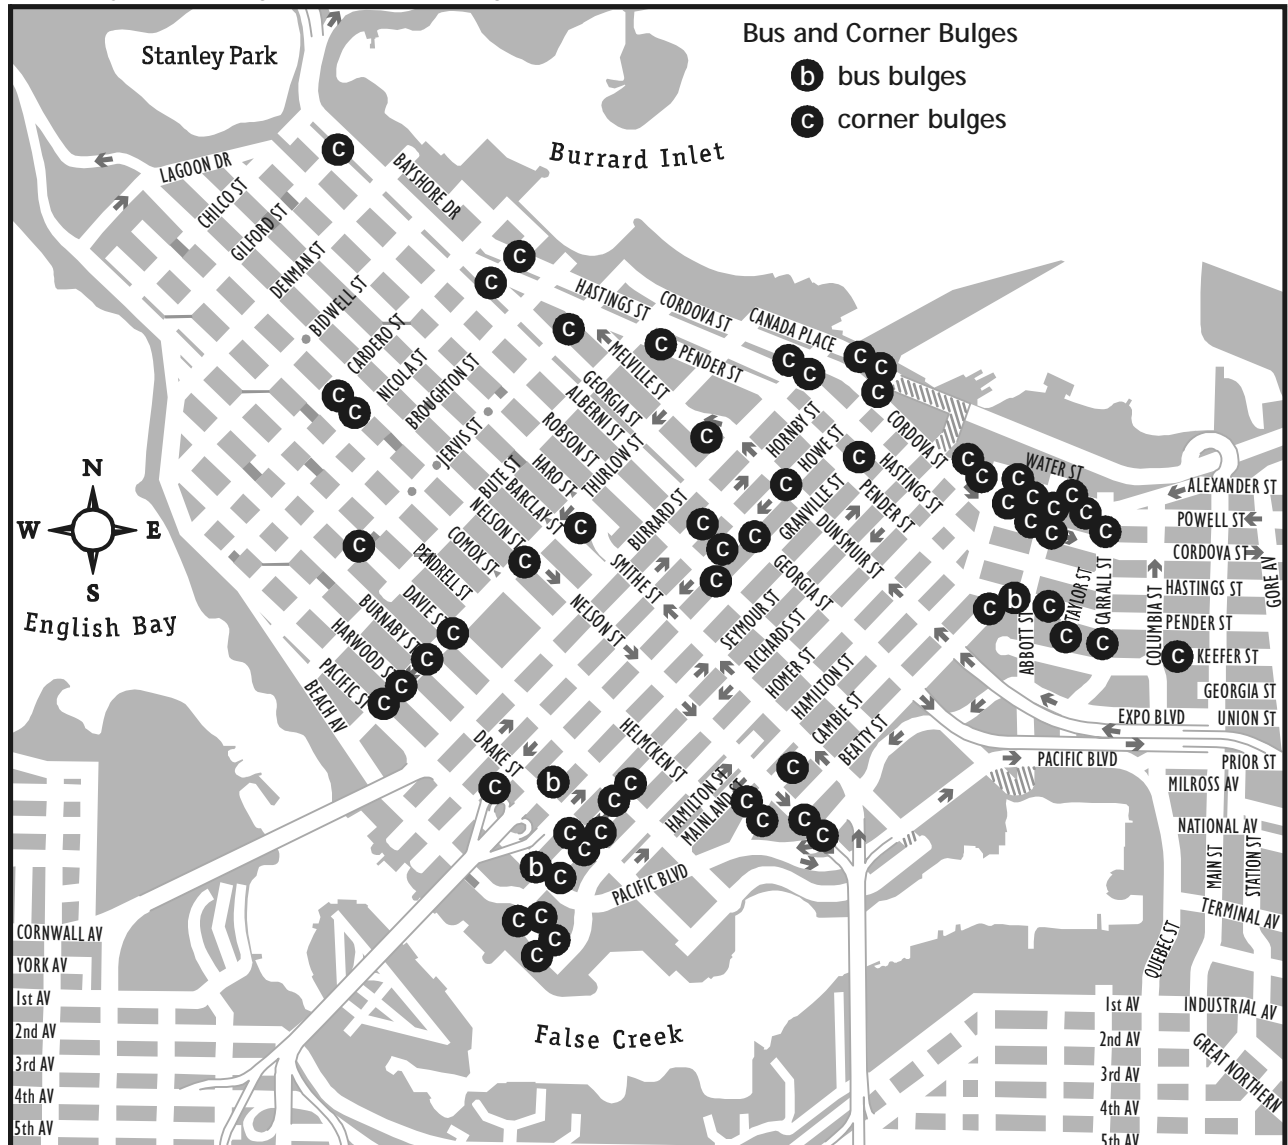 Bus and Corner Bulges
b bus bulges
c corner bulges
Stanley Park
Burrard Inlet
LAGOON DR
CHILCO ST
GILFORD ST
DENMAN ST
BIDWELL ST
CARDERO ST
NICOLA ST
BROUGHTON ST
JERVIS ST
BUTE ST
BAYSHORE DR
HASTINGS ST
CORDOVA ST
CANADA PLACE
PENDER ST
MELVILLE ST
GEORGIA ST
ALBERNI ST
ROBSON ST
THURLOW ST
HARO ST
BARCLAY ST
NELSON ST
COMOX ST
PENDRELL ST
DAVIE ST
BURNABY ST
HARWOOD ST
PACIFIC ST
BEACH AV
HORNBY ST
HOWE ST
CORDOVA ST
HASTINGS ST
PENDER ST
GRANVILLE ST
DUNSMUIR ST
BURRARD ST
SMITHE ST
GEORGIA ST
NELSON ST
SEYMOUR ST
RICHARDS ST
HOMER ST
HAMILTON ST
CAMBIE ST
BEATTY ST
HELMCKEN ST
DRAKE ST
HAMILTON ST
MAINLAND ST
PACIFIC BLVD
WATER ST
ALEXANDER ST
POWELL ST
CORDOVA ST
GORE AV
HASTINGS ST
PENDER ST
KEEFER ST
GEORGIA ST
UNION ST
EXPO BLVD
PACIFIC BLVD
PRIOR ST
MILROSS AV
NATIONAL AV
ABBOTT ST
TAYLOR ST
CARRALL ST
COLUMBIA ST
MAIN ST
STATION ST
TERMINAL AV
QUEBEC ST
INDUSTRIAL AV
GREAT NORTHERN
1st AV
2nd AV
3rd AV
4th AV
5th AV
N
W
E
S
English Bay
False Creek
CORNWALL AV
YORK AV
1st AV
2nd AV
3rd AV
4th AV
5th AV